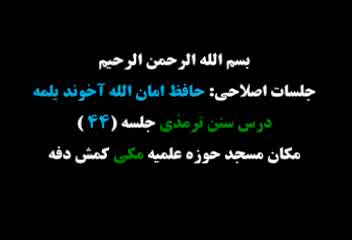 بسم الله الرحمن الرحیم
جلسات اصلاحی: حافظ امان الله آخوند یلمه
درس سنن ترمذی جلسه (۴۴)
مکان مسجد حوزه علمیه مکی کمش دفه